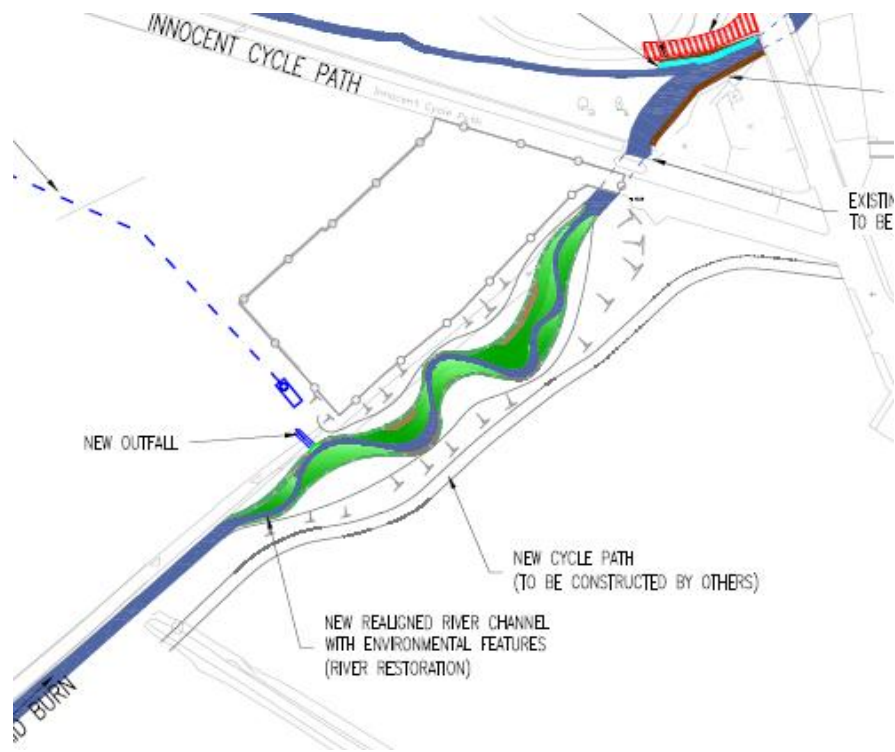 INNOCENT CYCLE PATH
Innocent Cycle Path
EXISTIN
TO BE
NEW OUTFALL
NEW CYCLE PATH
(TO BE CONSTRUCTED BY OTHERS)
NEW REALIGNED RIVER CHANNEL
WITH ENVIRONMENTAL FEATURES
(RIVER RESTORATION)
BURN